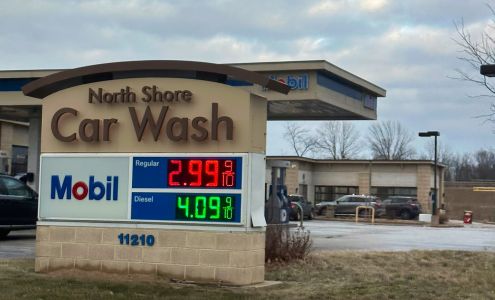 Mobil
North Shore
Car Wash
Mobil
Regular 2.99 9/10
Diesel 4.09 9/10
11210